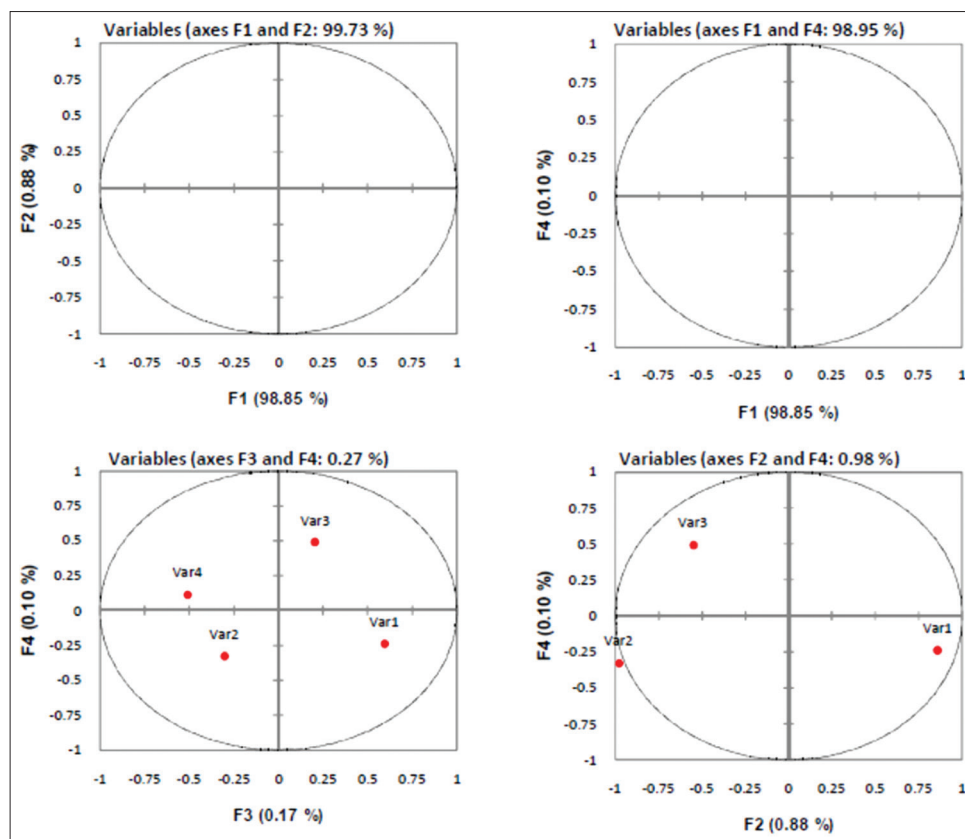 Variables (axes F1 and F2: 99.73 %)
1
0.75
0.5
0.25
0
-0.25
-0.5
-0.75
-1
F2 (0.88 %)
-1 -0.75 -0.5 -0.25 0 0.25 0.5 0.75 1
F1 (98.85 %)
Variables (axes F1 and F4: 98.95 %)
1
0.75
0.5
0.25
0
-0.25
-0.5
-0.75
-1
F4 (0.10 %)
-1 -0.75 -0.5 -0.25 0 0.25 0.5 0.75 1
F1 (98.85 %)
Variables (axes F3 and F4: 0.27 %)
1
0.75
0.5
0.25
0
-0.25
-0.5
-0.75
-1
F4 (0.10 %)
Var3
Var4
Var2
Var1
-1 -0.75 -0.5 -0.25 0 0.25 0.5 0.75 1
F3 (0.17 %)
Variables (axes F2 and F4: 0.98 %)
1
0.75
0.5
0.25
0
-0.25
-0.5
-0.75
-1
F4 (0.10 %)
Var3
Var2
Var1
-1 -0.75 -0.5 -0.25 0 0.25 0.5 0.75 1
F2 (0.88 %)